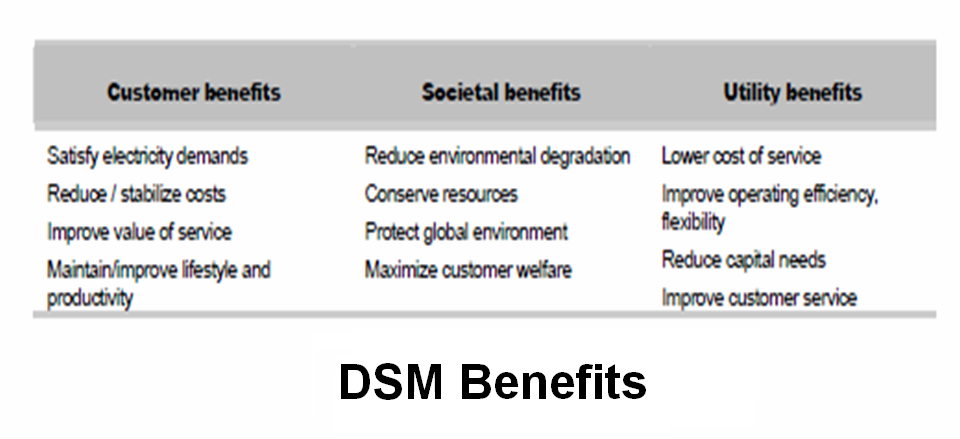 Customer benefits
Societal benefits
Utility benefits
Satisfy electricity demands
Reduce / stabilize costs
Improve value of service
Maintain/improve lifestyle and
productivity
Reduce environmental degradation
Conserve resources
Protect global environment
Maximize customer welfare
Lower cost of service
Improve operating efficiency,
flexibility
Reduce capital needs
Improve customer service
DSM Benefits